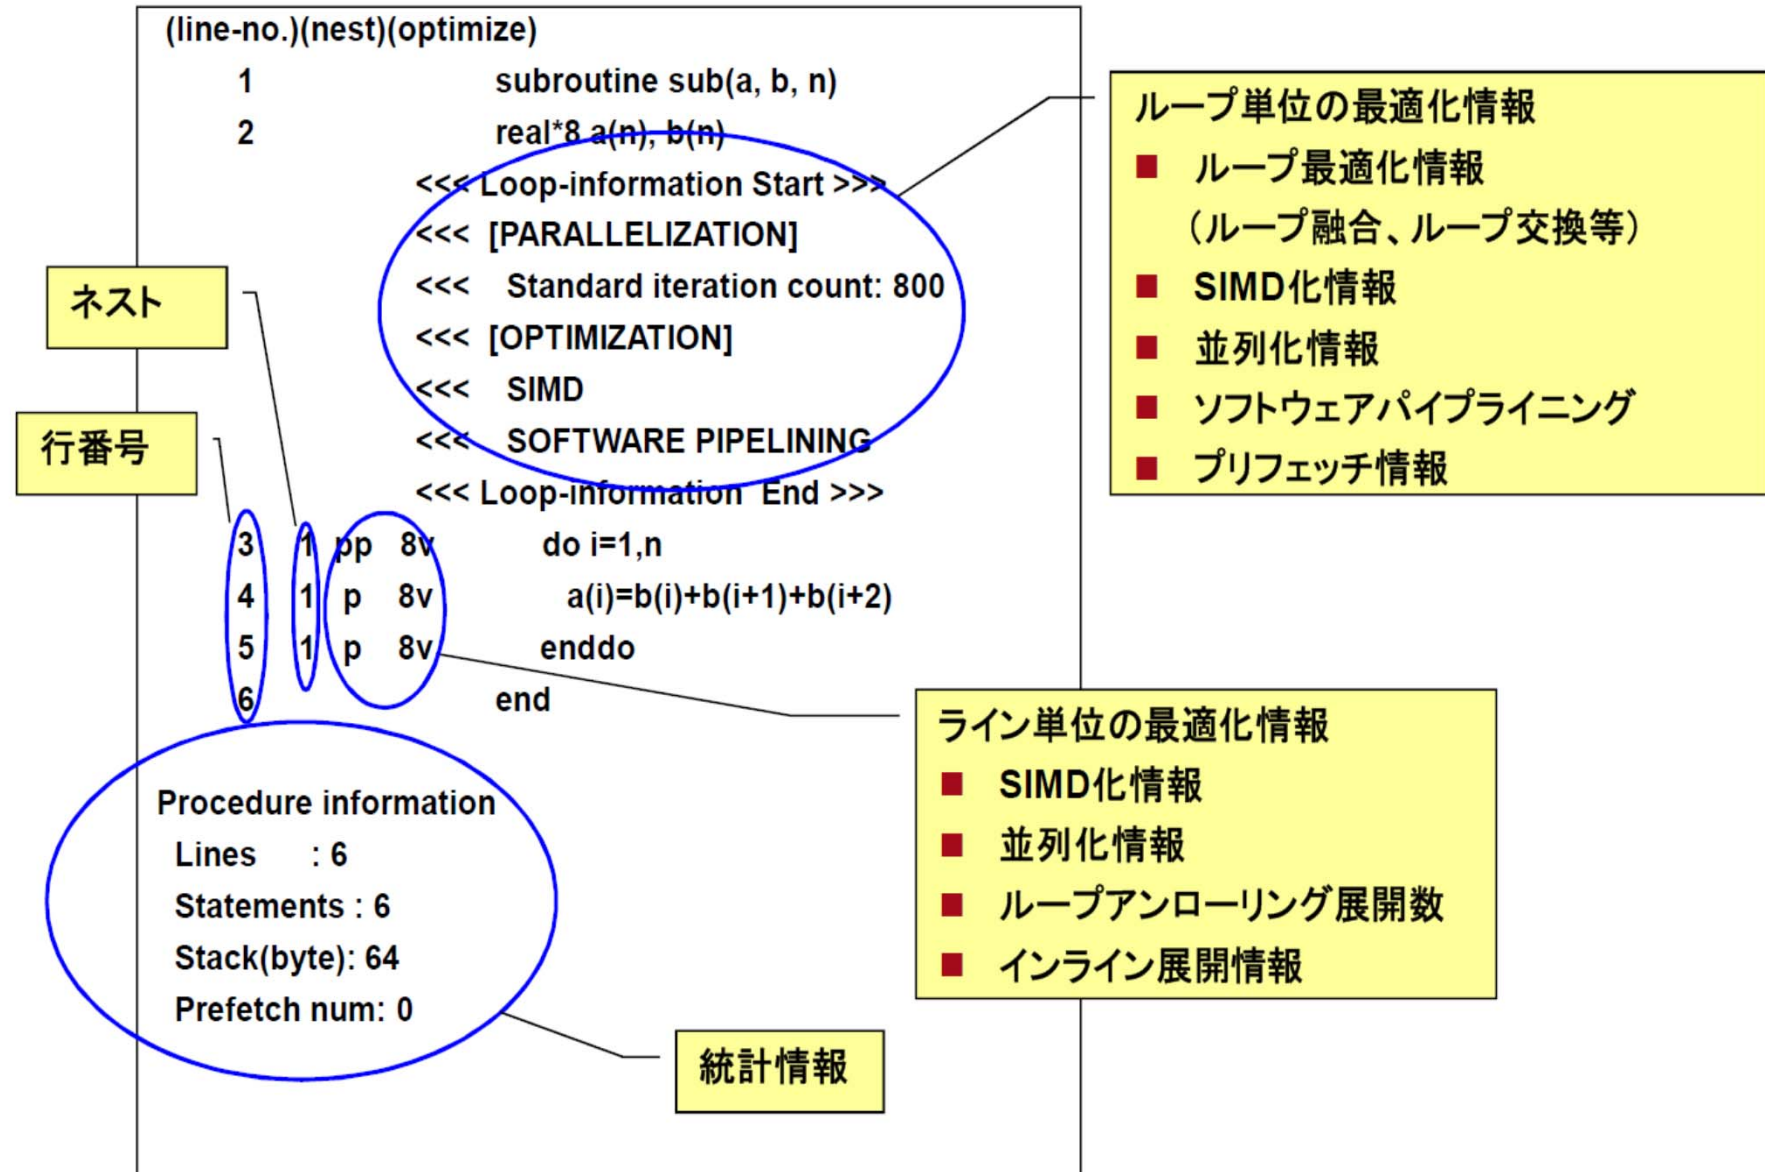 (line-no.)(nest)(optimize)
1 subroutine sub(a, b, n)
2 real*8 a(n), b(n)
<<< Loop-information Start >>>
<<< [PARALLELIZATION]
<<< Standard iteration count: 800
<<< [OPTIMIZATION]
<<< SIMD
<<< SOFTWARE PIPELINING
<<< Loop-information End >>>
3 1 pp 8v do i=1,n
4 1 p 8v a(i)=b(i)+b(i+1)+b(i+2)
5 1 p 8v enddo
6 end
Procedure information
Lines : 6
Statements : 6
Stack(byte): 64
Prefetch num: 0
ネスト
行番号
ループ単位の最適化情報
■ ループ最適化情報
（ループ融合、ループ交換等）
■ SIMD化情報
■ 並列化情報
■ ソフトウェアパイプライニング
■ プリフェッチ情報
ライン単位の最適化情報
■ SIMD化情報
■ 並列化情報
■ ループアンローリング展開数
■ インライン展開情報
統計情報